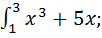 ∫₁³ x³ + 5x;